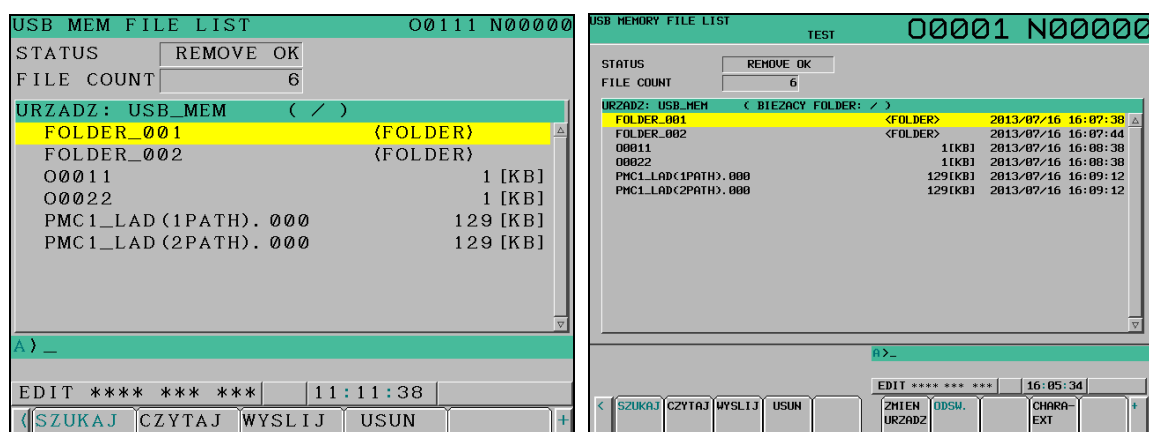 USB MEM FILE LIST O0111 N00000
STATUS REMOVE OK
FILE COUNT 6
URZADZ: USB_MEM ( / )
FOLDER_001 <FOLDER>
FOLDER_002 <FOLDER>
O0011 1 [KB]
O0022 1 [KB]
PMC1_LAD(1PATH).000 129 [KB]
PMC1_LAD(2PATH).000 129 [KB]
A>_
EDIT **** *** *** 11:11:38
< SZUKAJ CZYTAJ WYSLIJ USUN +
USB MEMORY FILE LIST O0001 N00000
TEST
STATUS REMOVE OK
FILE COUNT 6
URZADZ: USB_MEM ( BIEZACY FOLDER: / )
FOLDER_001 <FOLDER> 2013/07/16 16:07:38
FOLDER_002 <FOLDER> 2013/07/16 16:07:44
O0011 1[KB] 2013/07/16 16:08:38
O0022 1[KB] 2013/07/16 16:08:38
PMC1_LAD(1PATH).000 129[KB] 2013/07/16 16:09:12
PMC1_LAD(2PATH).000 129[KB] 2013/07/16 16:09:12
A>_
EDIT **** *** *** 16:05:34
< SZUKAJ CZYTAJ WYSLIJ USUN ZMIEN ODSW. CHARA- +
URZADZ EXT